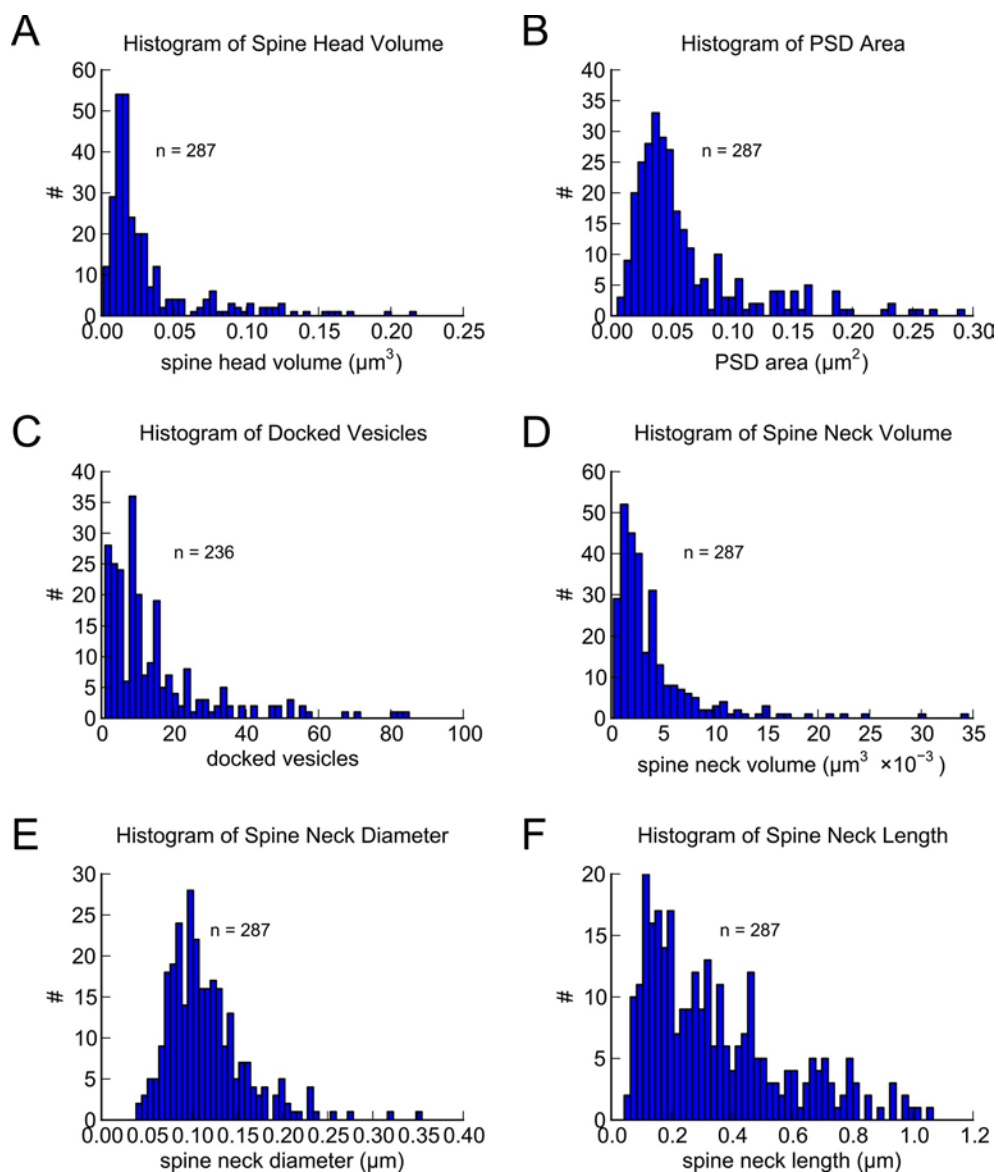 A
Histogram of Spine Head Volume
60
50
40
30
20
10
0
#
n = 287
0.00 0.05 0.10 0.15 0.20 0.25
spine head volume (µm³)
B
Histogram of PSD Area
40
35
30
25
20
15
10
5
0
#
n = 287
0.00 0.05 0.10 0.15 0.20 0.25 0.30
PSD area (µm²)
C
Histogram of Docked Vesicles
40
35
30
25
20
15
10
5
0
#
n = 236
0 20 40 60 80 100
docked vesicles
D
Histogram of Spine Neck Volume
60
50
40
30
20
10
0
#
n = 287
0 5 10 15 20 25 30 35
spine neck volume (µm³ ×10⁻³)
E
Histogram of Spine Neck Diameter
30
25
20
15
10
5
0
#
n = 287
0.00 0.05 0.10 0.15 0.20 0.25 0.30 0.35 0.40
spine neck diameter (µm)
F
Histogram of Spine Neck Length
20
15
10
5
0
#
n = 287
0.0 0.2 0.4 0.6 0.8 1.0 1.2
spine neck length (µm)